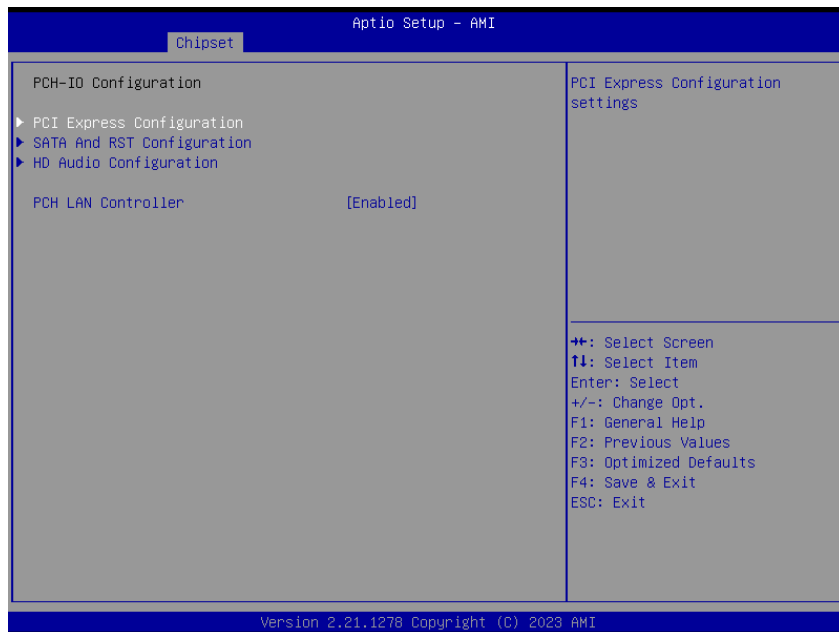 Aptio Setup – AMI
Chipset
PCH-IO Configuration
PCI Express Configuration
SATA And RST Configuration
HD Audio Configuration
PCH LAN Controller [Enabled]
PCI Express Configuration
settings
→←: Select Screen
↑↓: Select Item
Enter: Select
+/-: Change Opt.
F1: General Help
F2: Previous Values
F3: Optimized Defaults
F4: Save & Exit
ESC: Exit
Version 2.21.1278 Copyright (C) 2023 AMI